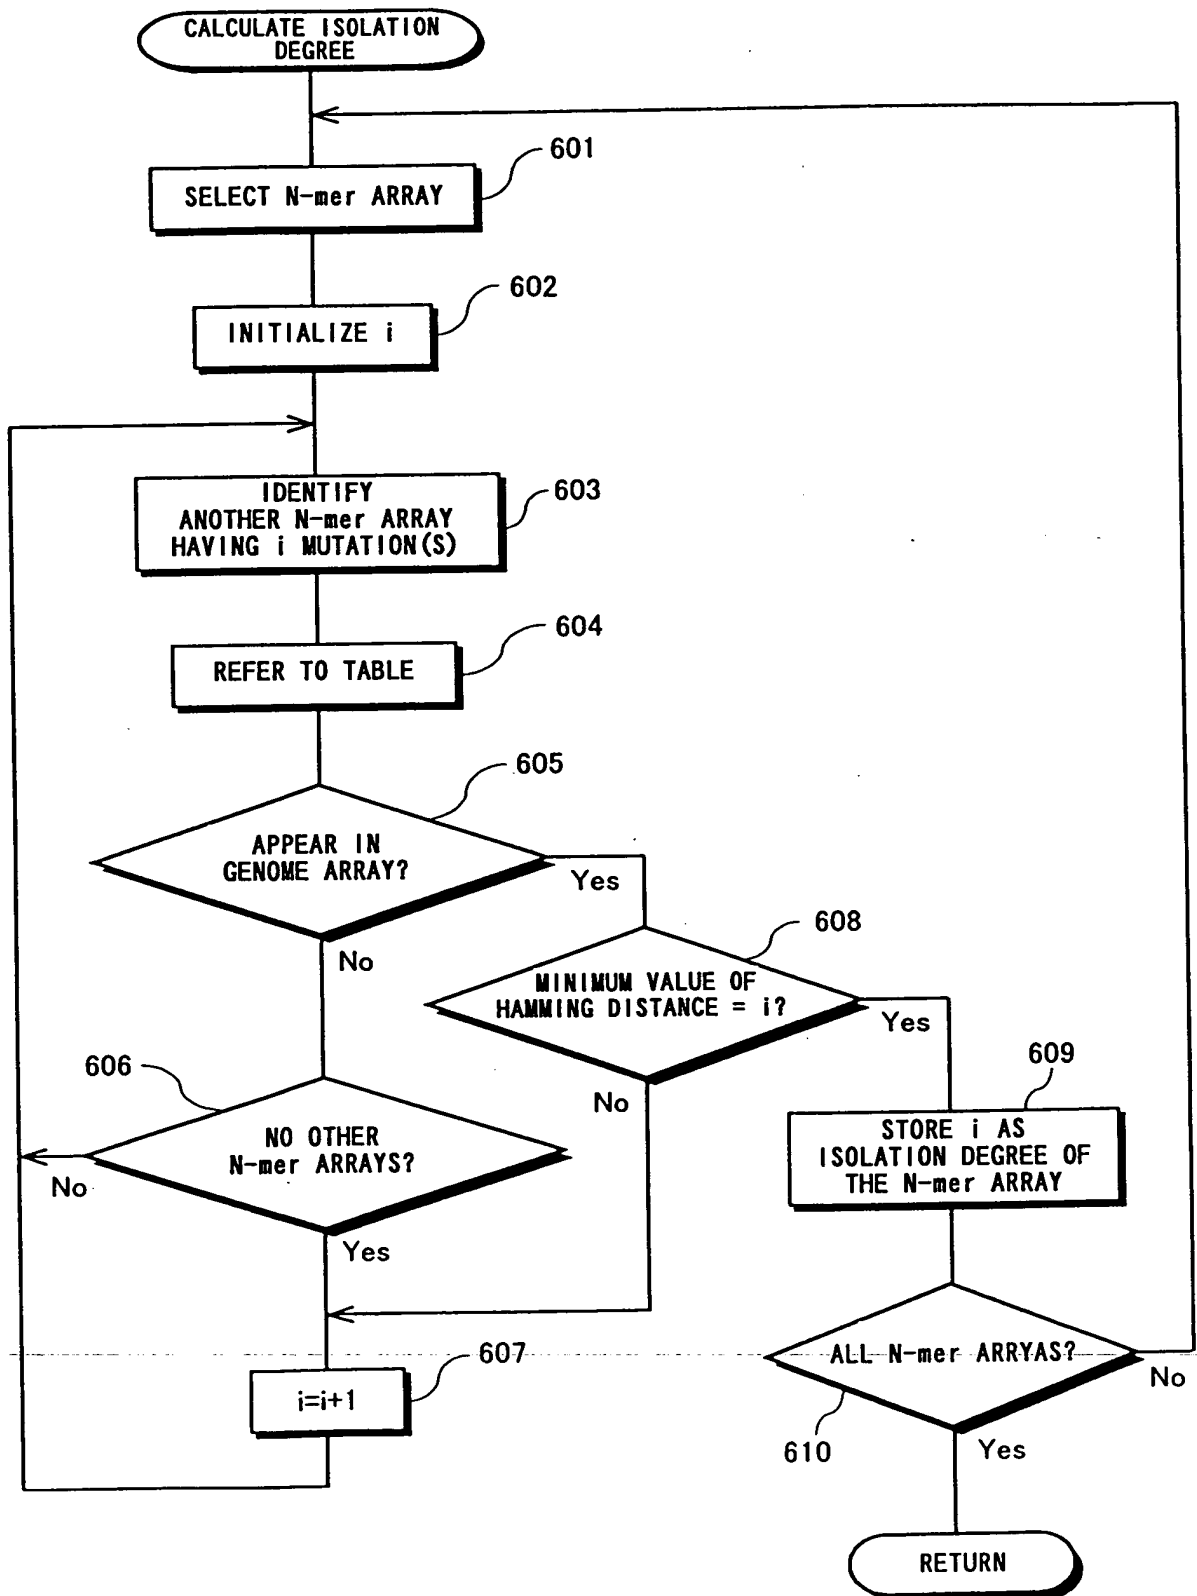 CALCULATE ISOLATION
DEGREE
601
SELECT N-mer ARRAY
602
INITIALIZE i
603
IDENTIFY
ANOTHER N-mer ARRAY
HAVING i MUTATION(S)
604
REFER TO TABLE
605
APPEAR IN
GENOME ARRAY?
Yes
No
608
MINIMUM VALUE OF
HAMMING DISTANCE = i?
Yes
No
606
NO OTHER
N-mer ARRAYS?
No
Yes
609
STORE i AS
ISOLATION DEGREE OF
THE N-mer ARRAY
607
i=i+1
ALL N-mer ARRYAS?
No
610
Yes
RETURN